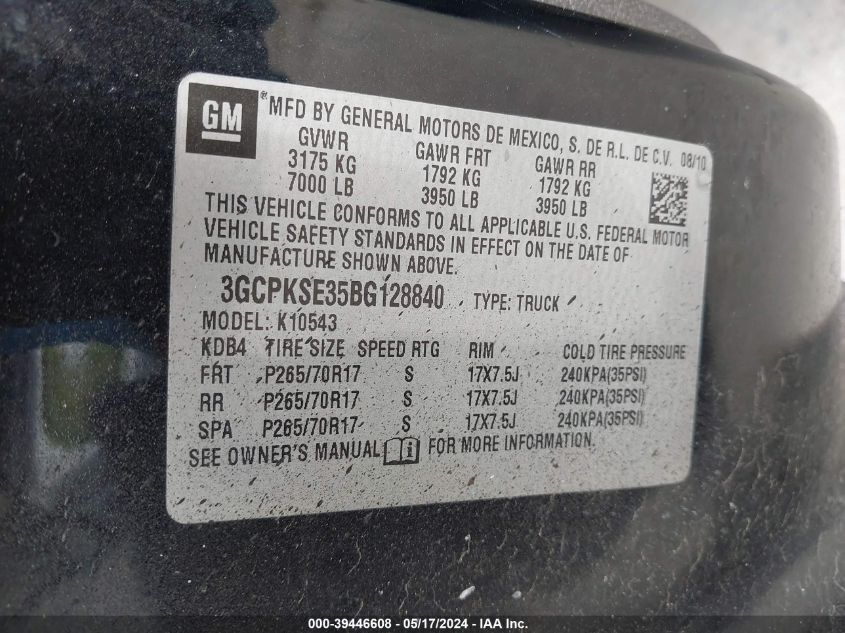 GM
® MFD BY GENERAL MOTORS DE MEXICO, S. DE R.L. DE C.V. 08/10
GVWR GAWR FRT GAWR RR
3175 KG 1792 KG 1792 KG
7000 LB 3950 LB 3950 LB
THIS VEHICLE CONFORMS TO ALL APPLICABLE U.S. FEDERAL MOTOR
VEHICLE SAFETY STANDARDS IN EFFECT ON THE DATE OF
MANUFACTURE SHOWN ABOVE.
3GCPKSE35BG128840 TYPE: TRUCK
MODEL: K10543
KDB4 TIRE SIZE SPEED RTG RIM COLD TIRE PRESSURE
FRT P265/70R17 S 17X7.5J 240KPA(35PSI)
RR P265/70R17 S 17X7.5J 240KPA(35PSI)
SPA P265/70R17 S 17X7.5J 240KPA(35PSI)
SEE OWNER'S MANUAL i FOR MORE INFORMATION.
000-39446608 - 05/17/2024 - IAA Inc.